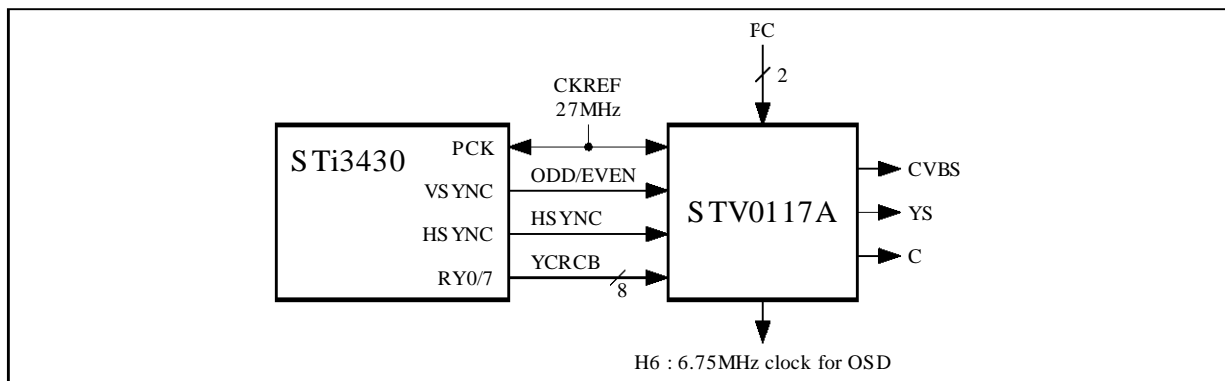 I²C
2
CKREF
27MHz
STi3430
PCK
ODD/EVEN
VSYNC
HSYNC
HSYNC
YCRCB
RY0/7
8
STV0117A
CVBS
YS
C
H6 : 6.75MHz clock for OSD